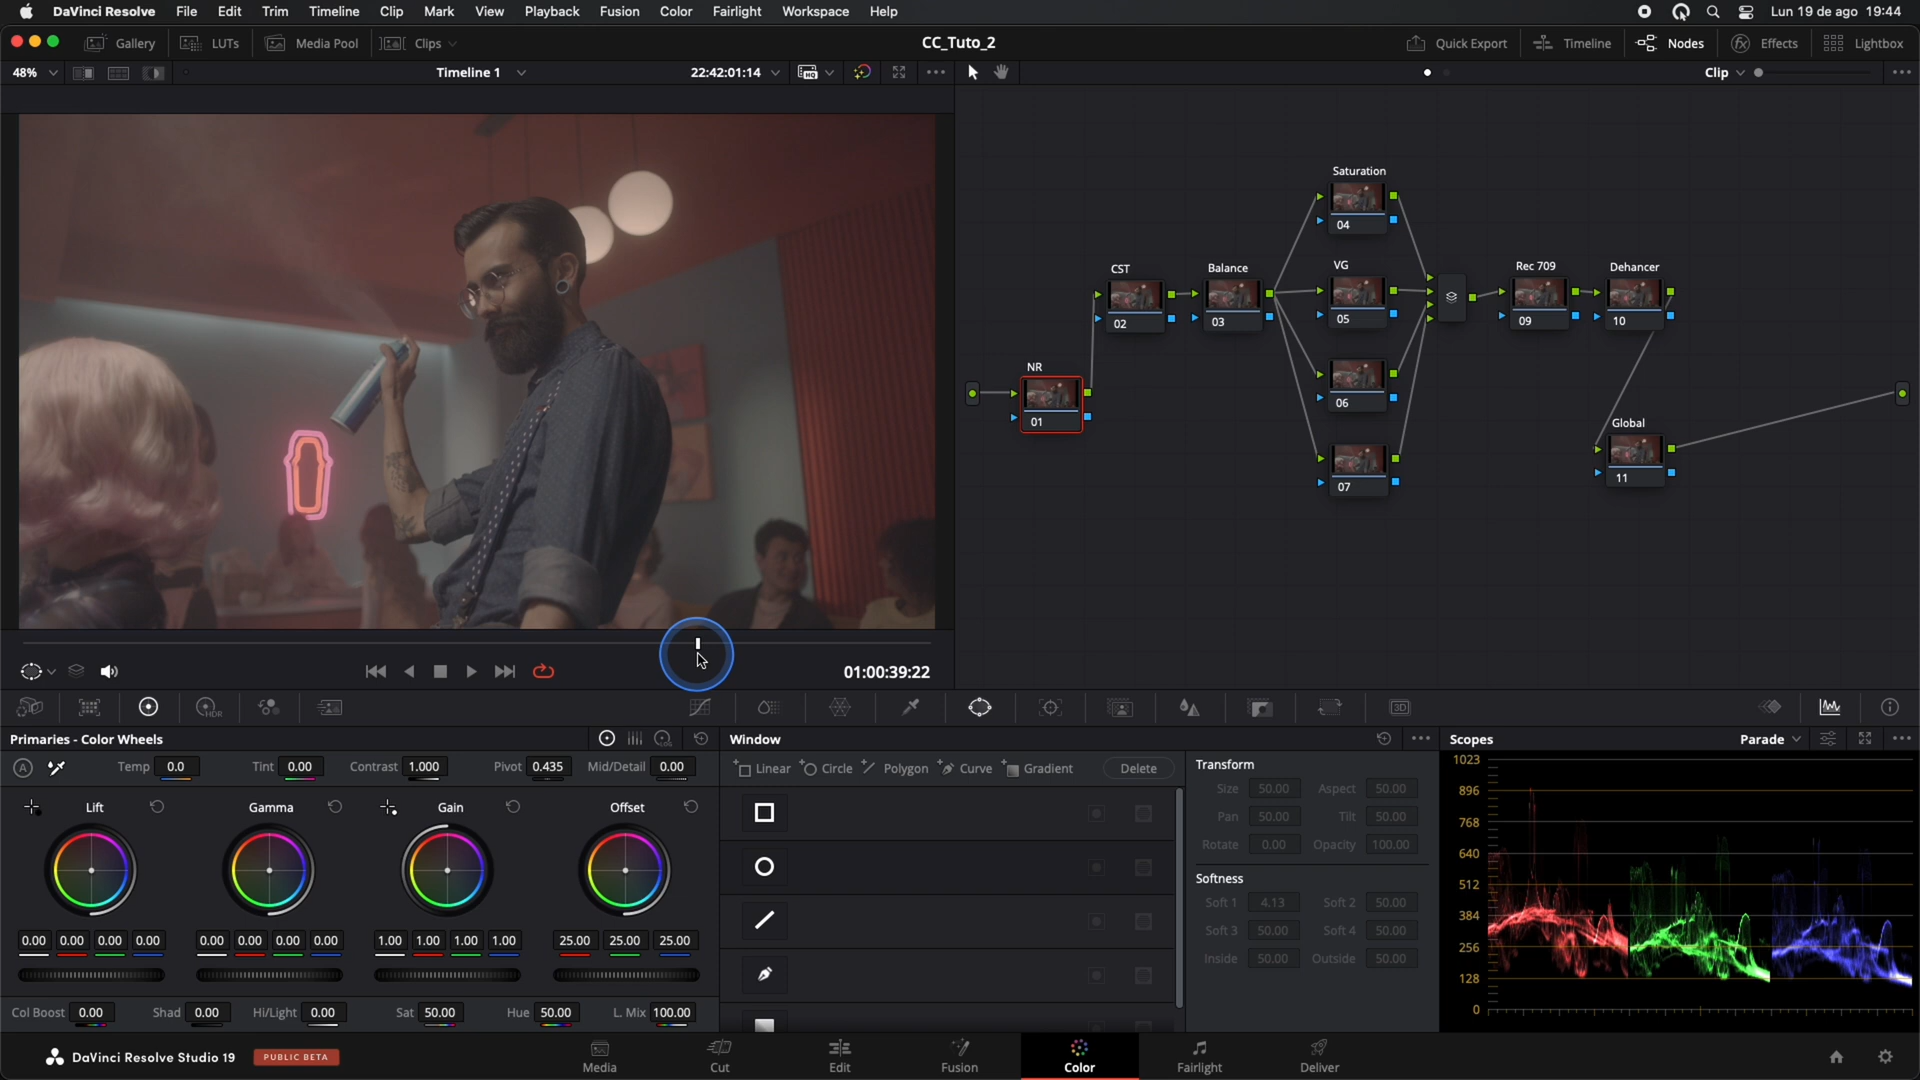 DaVinci Resolve File Edit Trim Timeline Clip Mark View Playback Fusion Color Fairlight Workspace Help Lun 19 de ago 19:44
Gallery LUTs Media Pool Clips CC_Tuto_2 Quick Export Timeline Nodes Effects Lightbox
48% Timeline 1 22:42:01:14 HQ Clip
Saturation
04
VG
05
CST
02
Balance
03
Rec 709
09
Dehancer
10
NR
01
06
Global
11
07
01:00:39:22
HDR 3D
Primaries - Color Wheels LOG Window Scopes Parade
A Temp 0.0 Tint 0.00 Contrast 1.000 Pivot 0.435 Mid/Detail 0.00
Linear Circle Polygon Curve Gradient Delete
Transform
Size 50.00 Aspect 50.00
Pan 50.00 Tilt 50.00
Rotate 0.00 Opacity 100.00
Softness
Soft 1 4.13 Soft 2 50.00
Soft 3 50.00 Soft 4 50.00
Inside 50.00 Outside 50.00
1023
896
768
640
512
384
256
128
0
Lift Gamma Gain Offset
0.00 0.00 0.00 0.00 0.00 0.00 0.00 0.00 1.00 1.00 1.00 1.00 25.00 25.00 25.00
Col Boost 0.00 Shad 0.00 Hi/Light 0.00 Sat 50.00 Hue 50.00 L. Mix 100.00
DaVinci Resolve Studio 19 PUBLIC BETA Media Cut Edit Fusion Color Fairlight Deliver